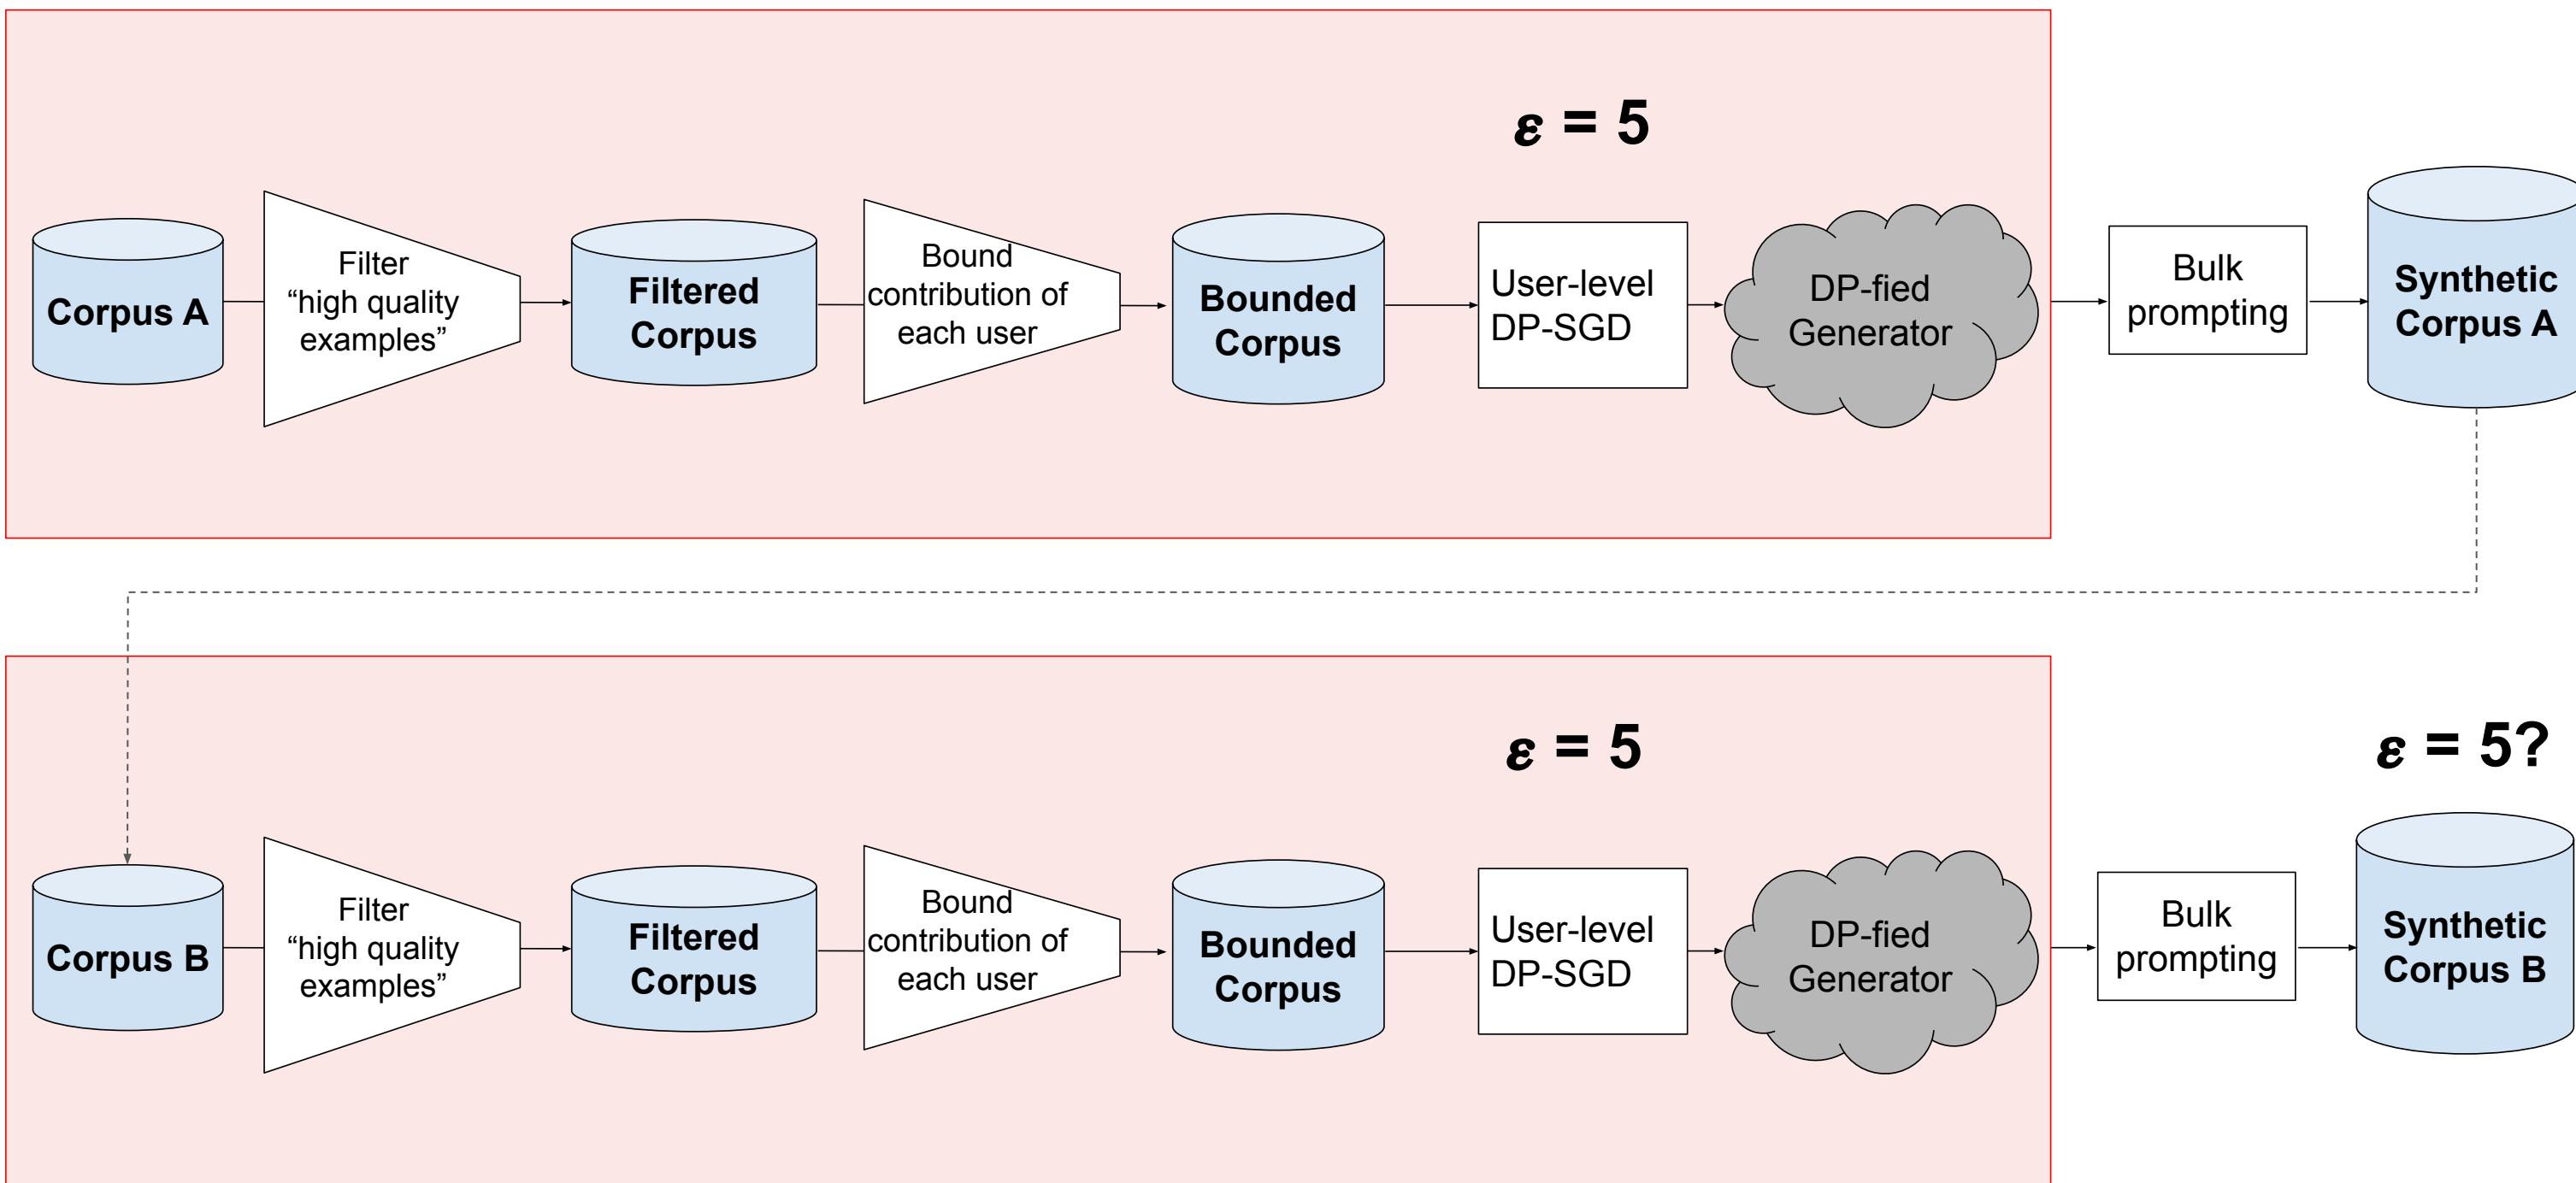 ε = 5
Corpus A
Filter
“high quality
examples”
Filtered
Corpus
Bound
contribution of
each user
Bounded
Corpus
User-level
DP-SGD
DP-fied
Generator
Bulk
prompting
Synthetic
Corpus A
ε = 5
ε = 5?
Corpus B
Filter
“high quality
examples”
Filtered
Corpus
Bound
contribution of
each user
Bounded
Corpus
User-level
DP-SGD
DP-fied
Generator
Bulk
prompting
Synthetic
Corpus B